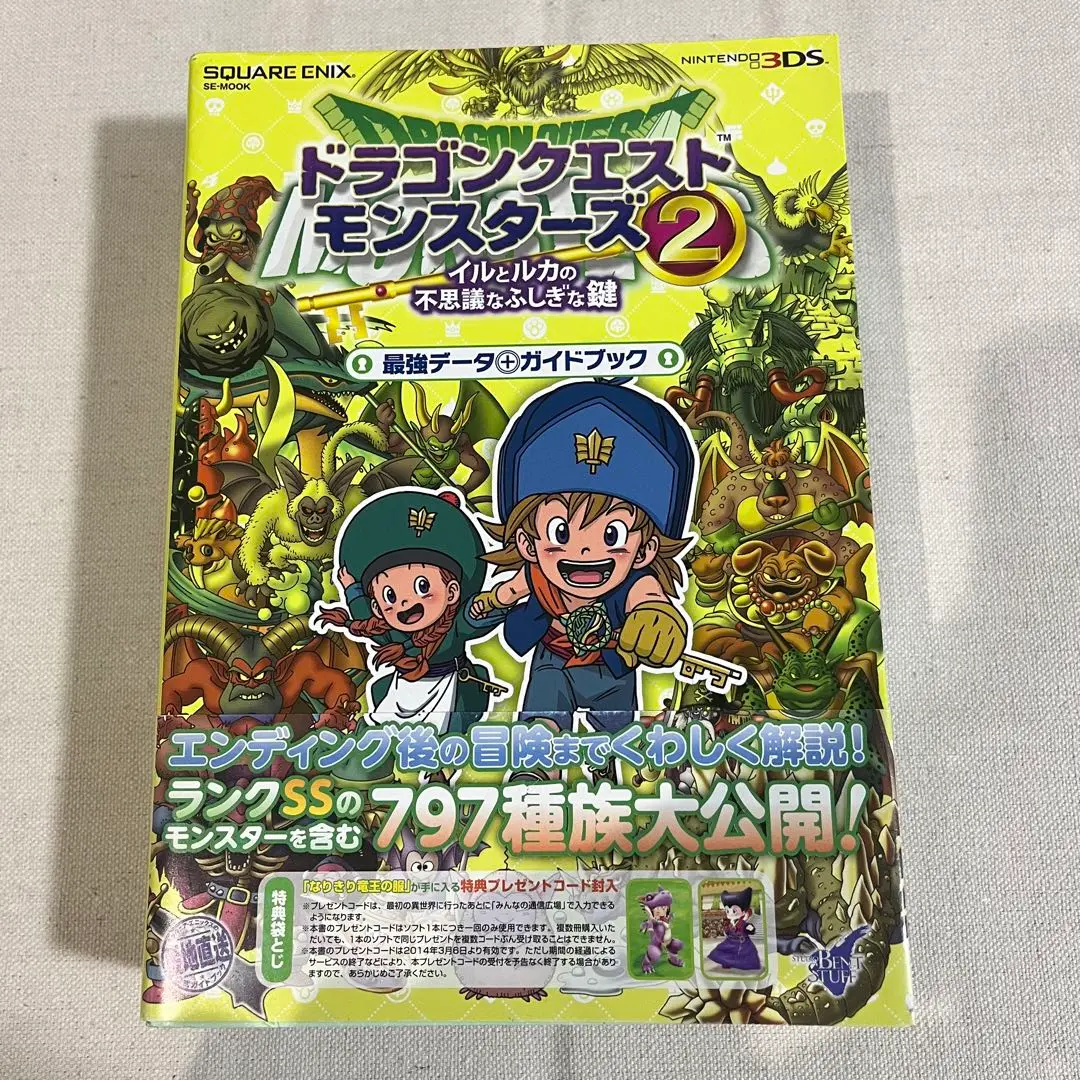 SQUARE ENIX®
SE-MOOK
NINTENDO3DS™
DRAGON QUEST
ドラゴンクエスト™
モンスターズ2
イルとルカの
不思議なふしぎな鍵
最強データ+ガイドブック
エンディング後の冒険までくわしく解説!
ランクSSの
モンスターを含む
797種族大公開!
特典袋とじ
「なりきり竜王の服」が手に入る特典プレゼントコード封入
※プレゼントコードは、最初の異世界に行ったあとに「みんなの通信広場」で入力できる
ようになります。
※本書のプレゼントコードはソフト1本につき一回のみ使用できます。複数冊購入いた
だいても、1本のソフトで同じプレゼントを複数コードぶん受け取ることはできません。
※本書のプレゼントコードは2014年3月6日より有効です。ただし期間の経過による
サービスの終了などにより、本プレゼントコードの受付を予告なく終了する場合があり
ますので、あらかじめご了承ください。
地直送
ガイドブック
STUDIO
BENT
STUFF